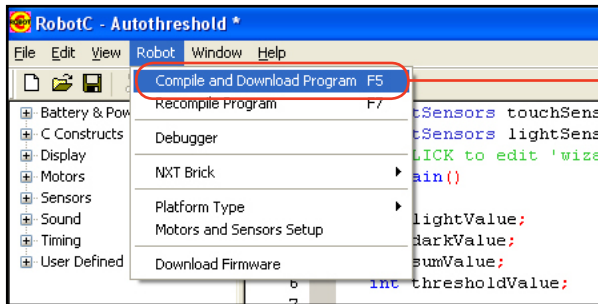 RobotC - Autothreshold *
File Edit View Robot Window Help
Compile and Download Program F5
Recompile Program F7
Debugger
NXT Brick
Platform Type
Motors and Sensors Setup
Download Firmware
Battery & Pow
C Constructs
Display
Motors
Sensors
Sound
Timing
User Defined
tSensors touchSens
tSensors lightSens
LICK to edit 'wiza
ain()
lightValue;
darkValue;
sumValue;
6 int thresholdValue;
7